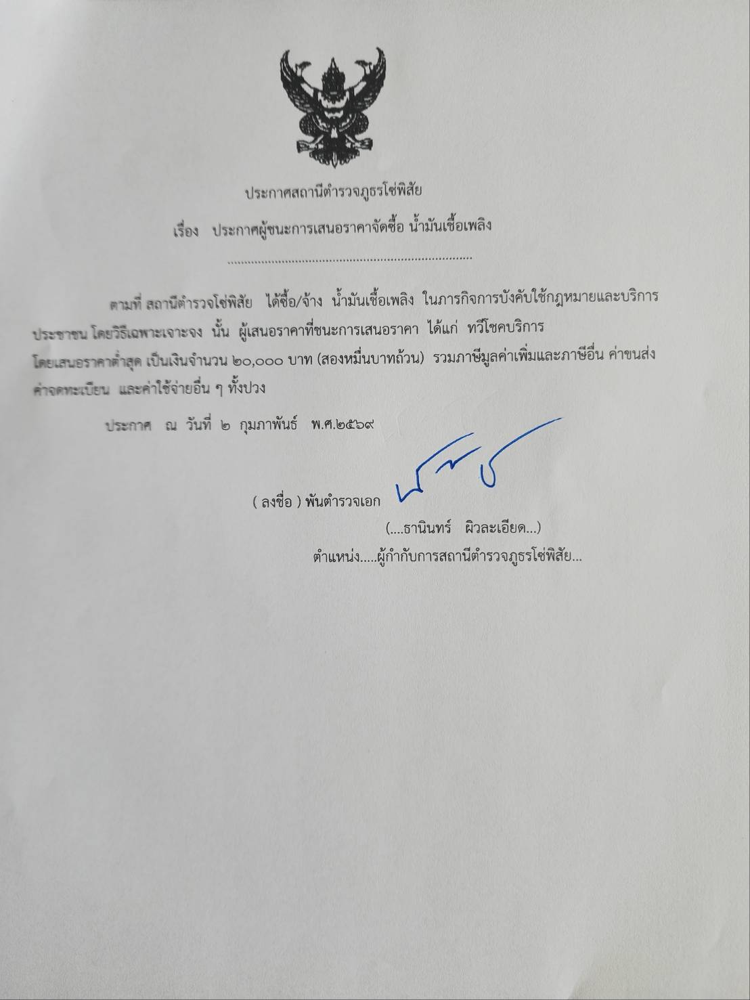 ประกาศสถานีตำรวจภูธรโซ่พิสัย
เรื่อง ประกาศผู้ชนะการเสนอราคาจัดซื้อ น้ำมันเชื้อเพลิง
....................................................................
ตามที่ สถานีตำรวจโซ่พิสัย ได้ซื้อ/จ้าง น้ำมันเชื้อเพลิง ในภารกิจการบังคับใช้กฎหมายและบริการ
ประชาชน โดยวิธีเฉพาะเจาะจง นั้น ผู้เสนอราคาที่ชนะการเสนอราคา ได้แก่ ทวีโชคบริการ
โดยเสนอราคาต่ำสุด เป็นเงินจำนวน ๒๐,๐๐๐ บาท (สองหมื่นบาทถ้วน) รวมภาษีมูลค่าเพิ่มและภาษีอื่น ค่าขนส่ง
ค่าจดทะเบียน และค่าใช้จ่ายอื่น ๆ ทั้งปวง
ประกาศ ณ วันที่ ๒ กุมภาพันธ์ พ.ศ.๒๕๖๙
( ลงชื่อ ) พันตำรวจเอก
(....ธานินทร์ ผิวละเอียด...)
ตำแหน่ง.....ผู้กำกับการสถานีตำรวจภูธรโซ่พิสัย...